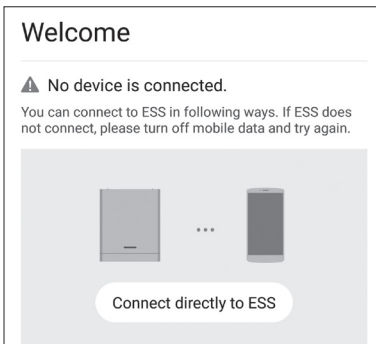 Welcome
No device is connected.
You can connect to ESS in following ways. If ESS does
not connect, please turn off mobile data and try again.
Connect directly to ESS